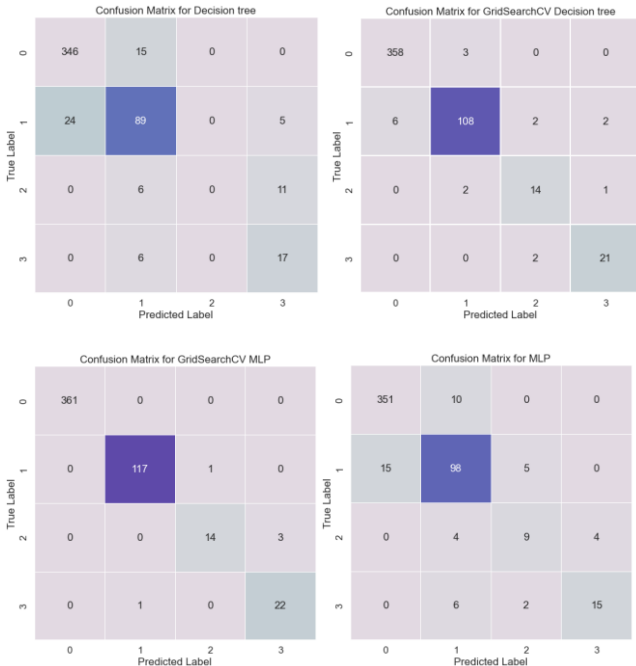 Confusion Matrix for Decision tree
0 346 15 0 0
1 24 89 0 5
2 0 6 0 11
3 0 6 0 17
0 1 2 3
True Label
Predicted Label
Confusion Matrix for GridSearchCV Decision tree
0 358 3 0 0
1 6 108 2 2
2 0 2 14 1
3 0 0 2 21
0 1 2 3
True Label
Predicted Label
Confusion Matrix for GridSearchCV MLP
0 361 0 0 0
1 0 117 1 0
2 0 0 14 3
3 0 1 0 22
0 1 2 3
True Label
Predicted Label
Confusion Matrix for MLP
0 351 10 0 0
1 15 98 5 0
2 0 4 9 4
3 0 6 2 15
0 1 2 3
True Label
Predicted Label